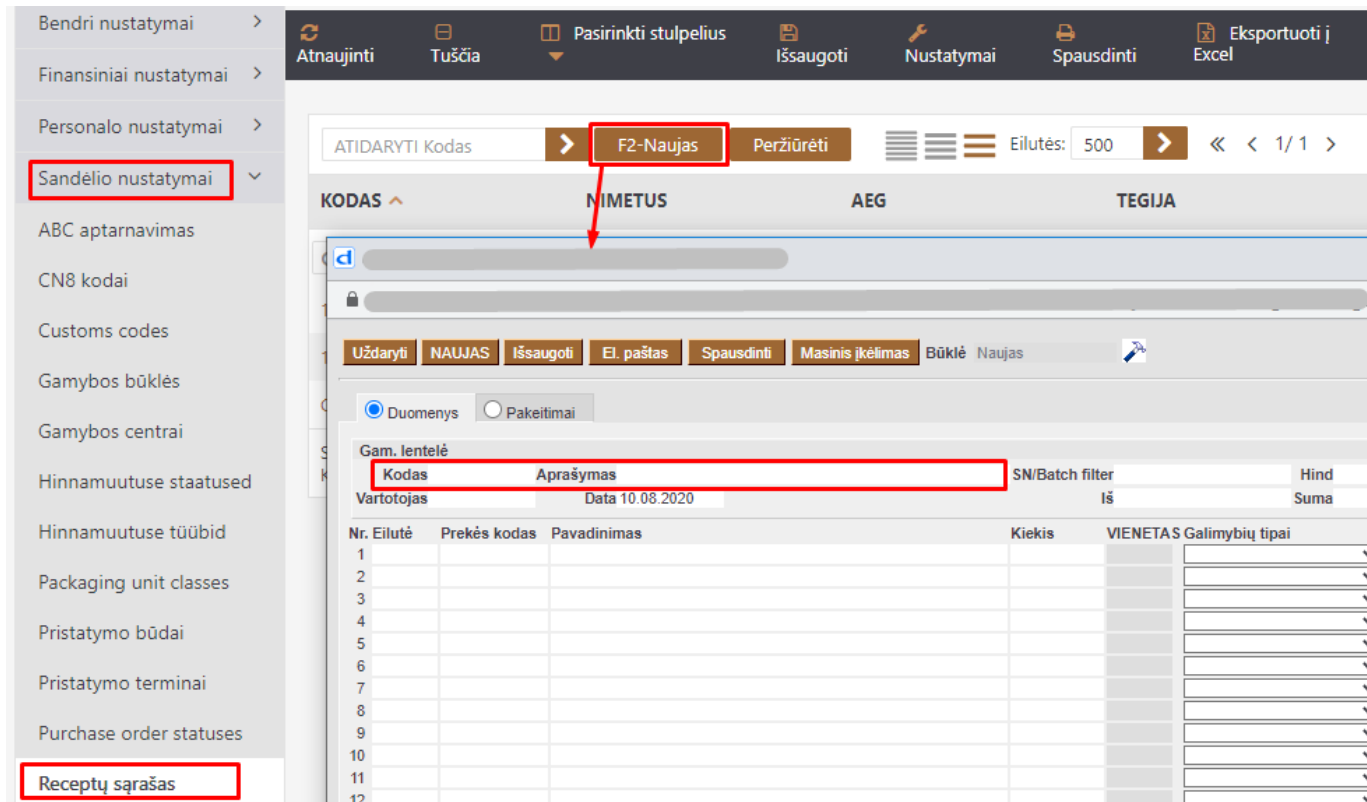 Bendri nustatymai
Finansiniai nustatymai
Personalo nustatymai
Sandėlio nustatymai
ABC aptarnavimas
CN8 kodai
Customs codes
Gamybos būklės
Gamybos centrai
Hinnamuutuse staatused
Hinnamuutuse tüübid
Packaging unit classes
Pristatymo būdai
Pristatymo terminai
Purchase order statuses
Receptų sąrašas
Atnaujinti Tuščia Pasirinkti stulpelius Išsaugoti Nustatymai Spausdinti Eksportuoti į Excel
ATIDARYTI Kodas F2-Naujas Peržiūrėti Eilutės: 500 1/ 1
KODAS NIMETUS AEG TEGIJA
Uždaryti NAUJAS Išsaugoti El. paštas Spausdinti Masinis įkėlimas Būklė Naujas
Duomenys Pakeitimai
Gam. lentelė
Kodas Aprašymas SN/Batch filter Hind
Vartotojas Data 10.08.2020 Iš Suma
Nr. Eilutė Prekės kodas Pavadinimas Kiekis VIENETAS Galimybių tipai
1
2
3
4
5
6
7
8
9
10
11
12